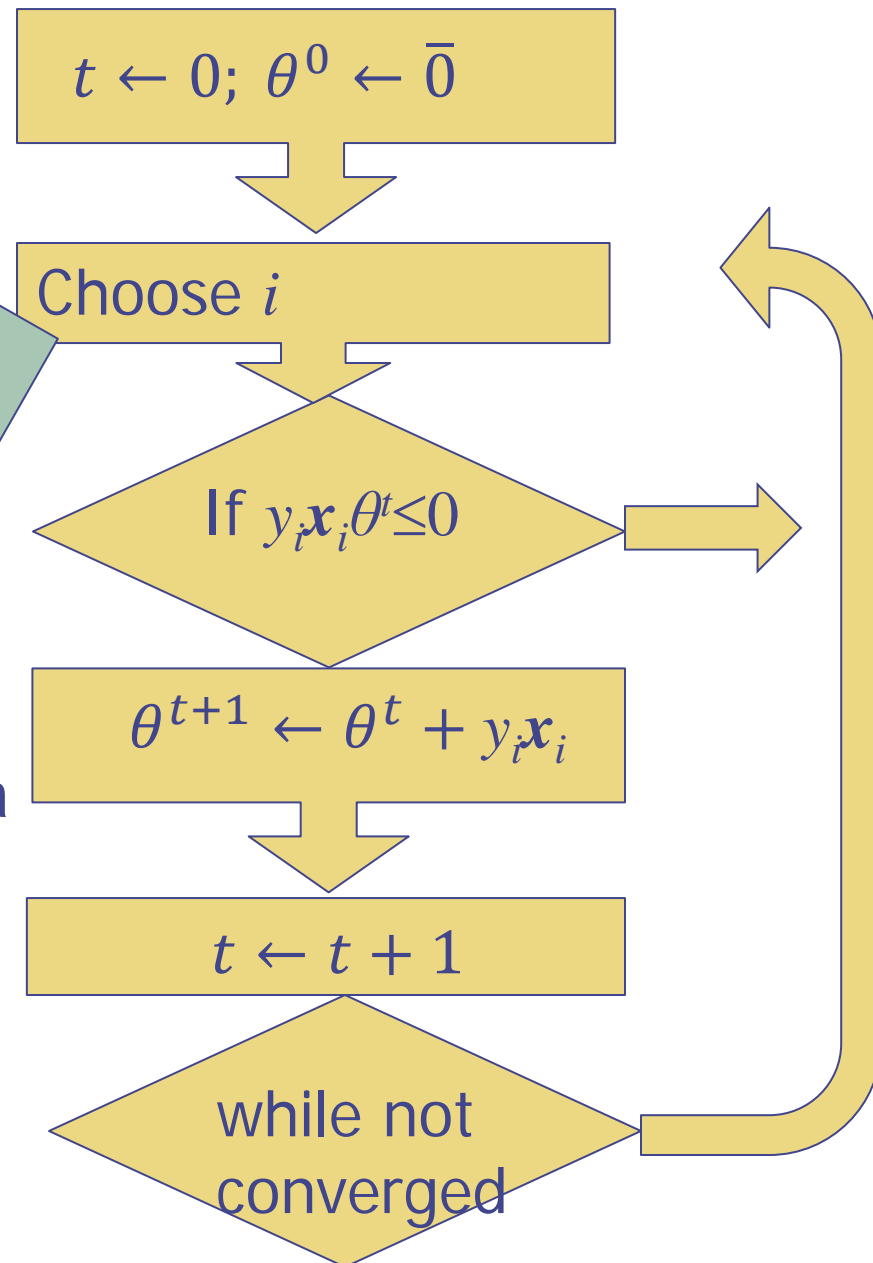 t ← 0; θ⁰ ← 0̅
Choose i
If yᵢxᵢθᵗ≤0
θᵗ⁺¹ ← θᵗ + yᵢxᵢ
t ← t + 1
while not
converged